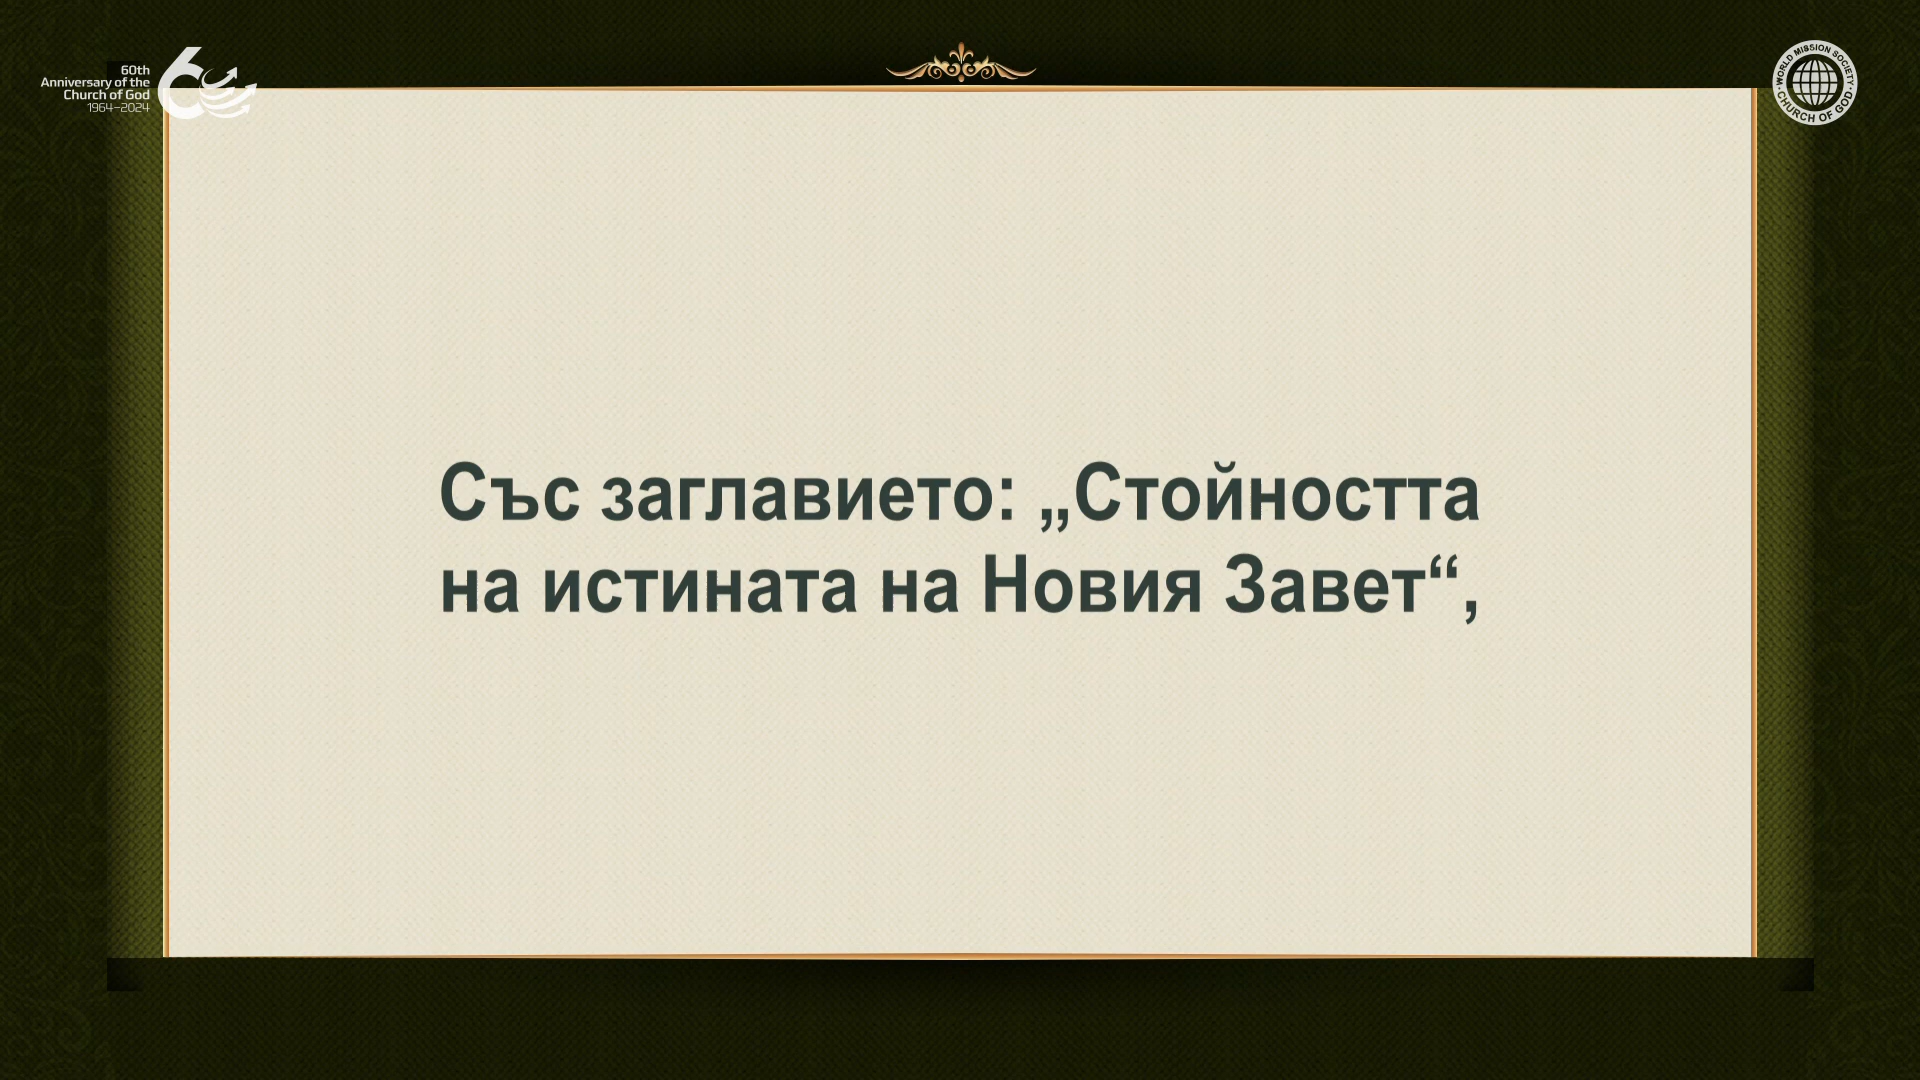 60th
Anniversary of the
Church of God
1964–2024
WORLD MISSION SOCIETY
CHURCH OF GOD
Със заглавието: „Стойността
на истината на Новия Завет“,